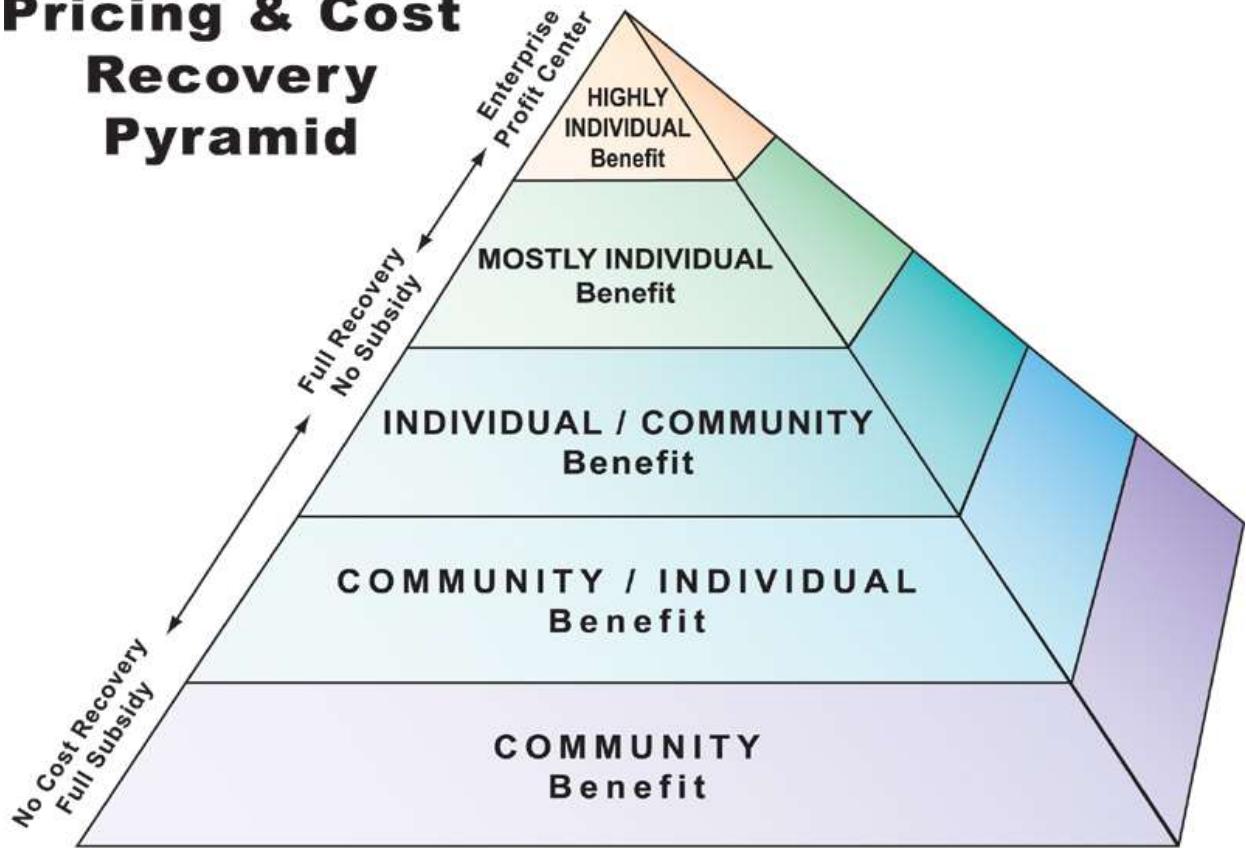 Pricing & Cost
Recovery
Pyramid
Enterprise
Profit Center
Full Recovery
No Subsidy
No Cost Recovery
Full Subsidy
HIGHLY
INDIVIDUAL
Benefit
MOSTLY INDIVIDUAL
Benefit
INDIVIDUAL / COMMUNITY
Benefit
COMMUNITY / INDIVIDUAL
Benefit
COMMUNITY
Benefit